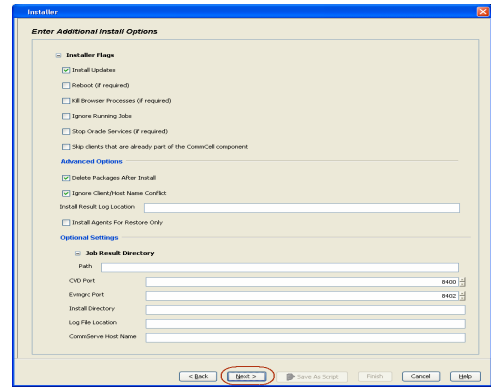 Installer
Enter Additional Install Options
Installer Flags
Install Updates
Reboot (if required)
Kill Browser Processes (if required)
Ignore Running Jobs
Stop Oracle Services (if required)
Skip clients that are already part of the CommCell component
Advanced Options
Delete Packages After Install
Ignore Client/Host Name Conflict
Install Result Log Location
Install Agents For Restore Only
Optional Settings
Job Result Directory
Path
CVD Port 8400
Evmgrc Port 8402
Install Directory
Log File Location
CommServe Host Name
< Back Next > Save As Script Finish Cancel Help